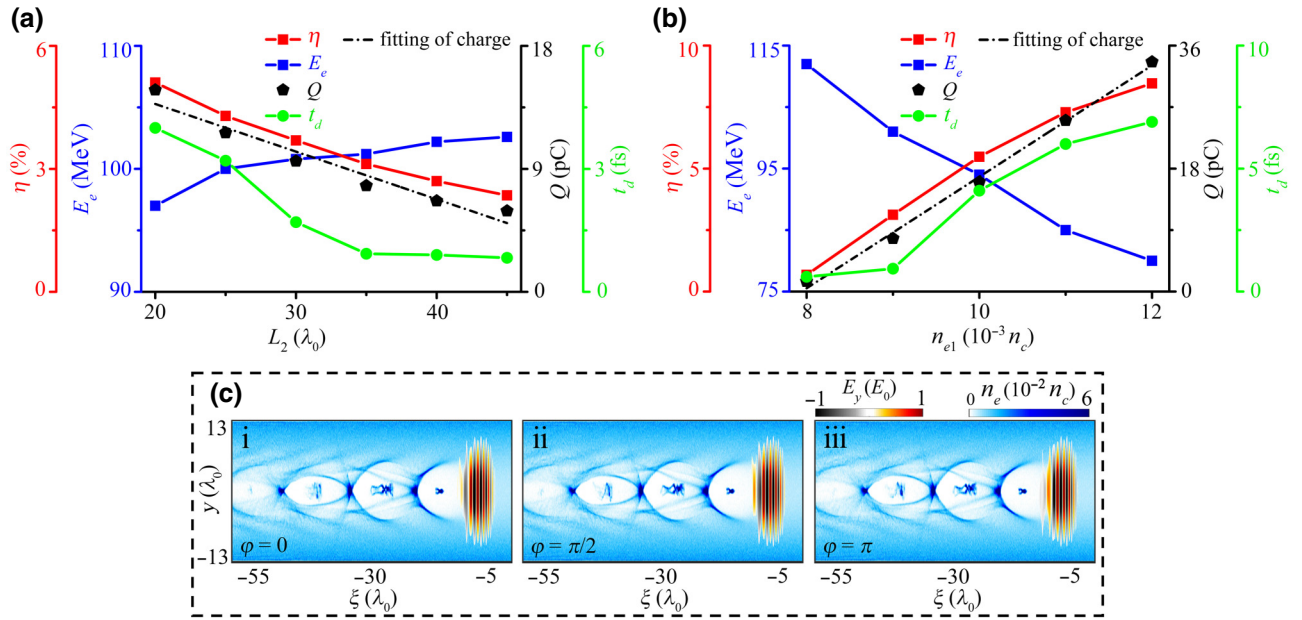 (a)
(b)
6
3
0
η (%)
110
100
90
E_e (MeV)
η
E_e
Q
t_d
fitting of charge
18
9
0
Q (pC)
6
3
0
t_d (fs)
20 30 40
L_2 (λ_0)
10
5
0
η (%)
115
95
75
E_e (MeV)
η
E_e
Q
t_d
fitting of charge
36
18
0
Q (pC)
10
5
0
t_d (fs)
8 9 10 11 12
n_{e1} (10^{-3} n_c)
(c)
E_y (E_0)
−1 1
n_e (10^{-2} n_c)
0 6
13
y (λ_0)
−13
i
φ = 0
ii
φ = π/2
iii
φ = π
−55 −30 −5
ξ (λ_0)
−55 −30 −5
ξ (λ_0)
−55 −30 −5
ξ (λ_0)